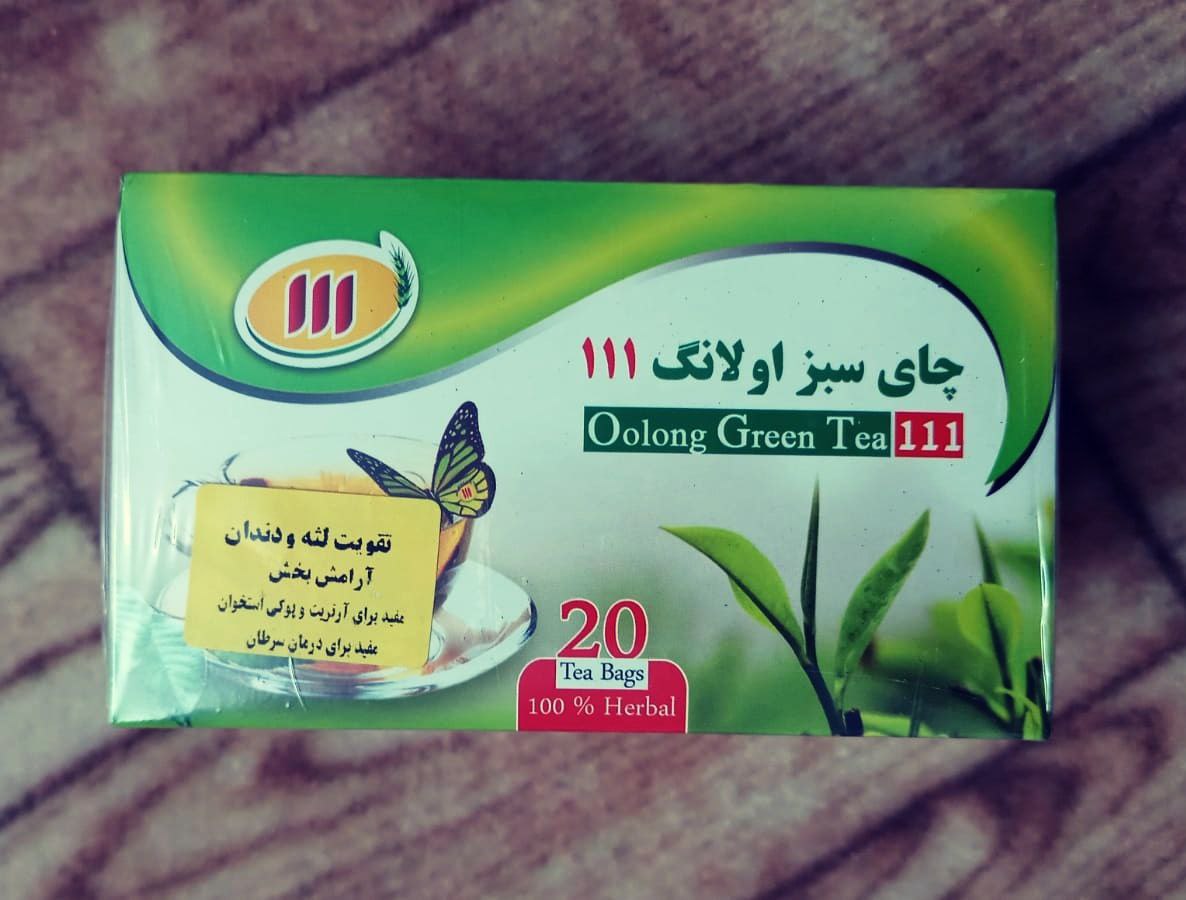 111
چای سبز اولانگ ۱۱۱
Oolong Green Tea 111
تقویت لثه و دندان
آرامش بخش
مفید برای آرتریت و پوکی استخوان
مفید برای درمان سرطان
20
Tea Bags
100 % Herbal